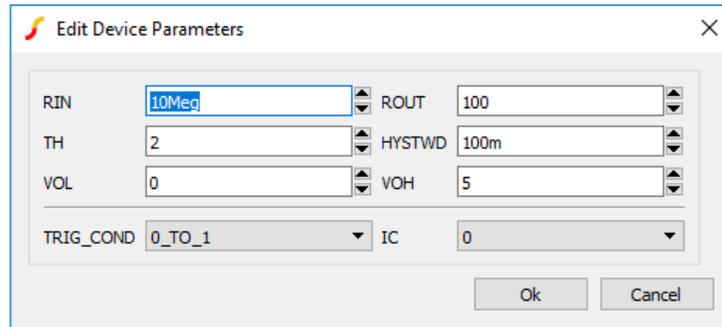 Edit Device Parameters
RIN 10Meg ROUT 100
TH 2 HYSTWD 100m
VOL 0 VOH 5
TRIG_COND 0_TO_1 IC 0
Ok Cancel